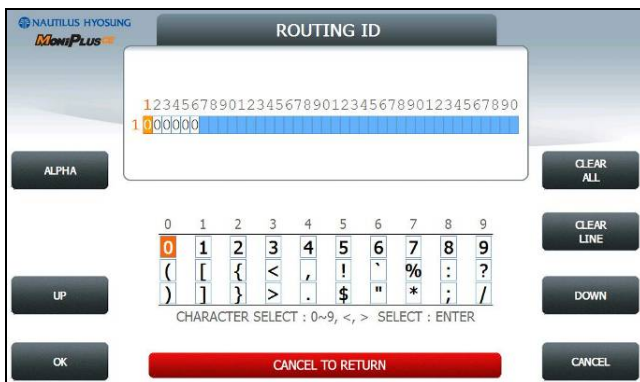 NAUTILUS HYOSUNG
MoniPlusCE
ROUTING ID
1234567890123456789012345678901234567890
1 000000
ALPHA
CLEAR ALL
0 1 2 3 4 5 6 7 8 9
0 1 2 3 4 5 6 7 8 9
( [ { < , ! ` % : ?
) ] } > . $ " * ; /
CLEAR LINE
UP
DOWN
CHARACTER SELECT : 0~9, <, > SELECT : ENTER
OK
CANCEL TO RETURN
CANCEL